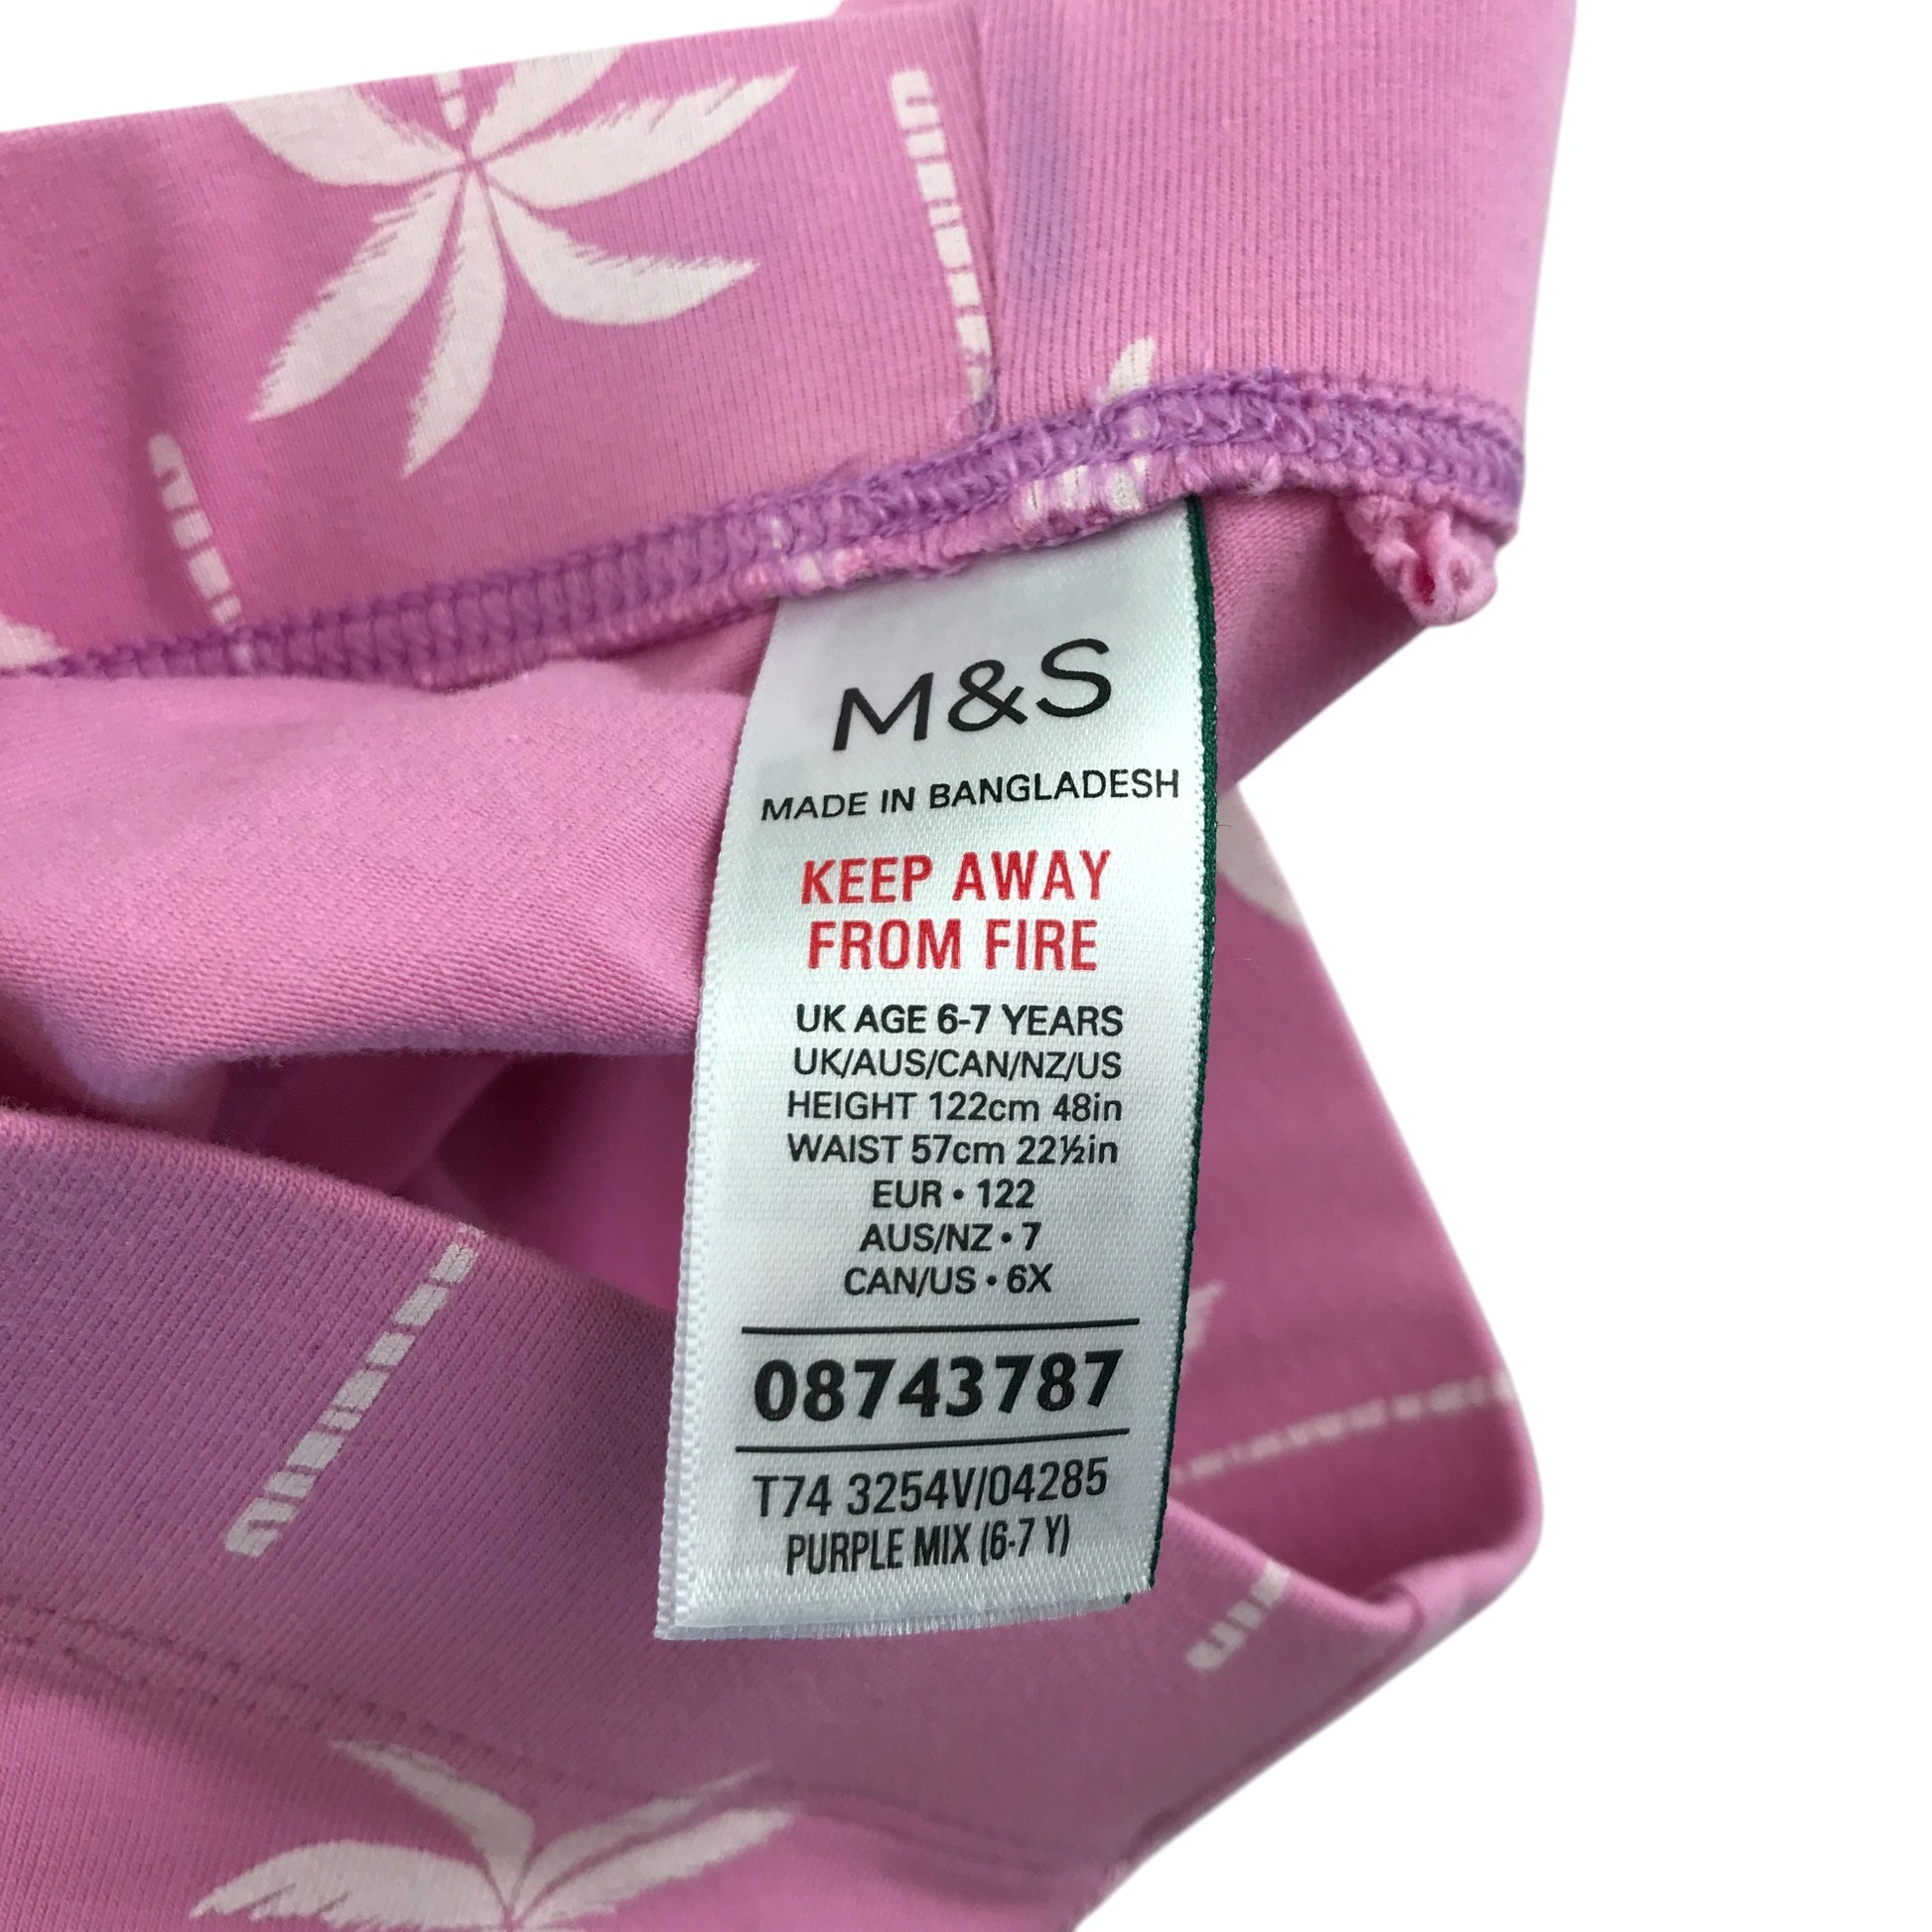 M&S
MADE IN BANGLADESH
KEEP AWAY
FROM FIRE
UK AGE 6-7 YEARS
UK/AUS/CAN/NZ/US
HEIGHT 122cm 48in
WAIST 57cm 22½in
EUR • 122
AUS/NZ • 7
CAN/US • 6X
08743787
T74 3254V/04285
PURPLE MIX (6-7 Y)